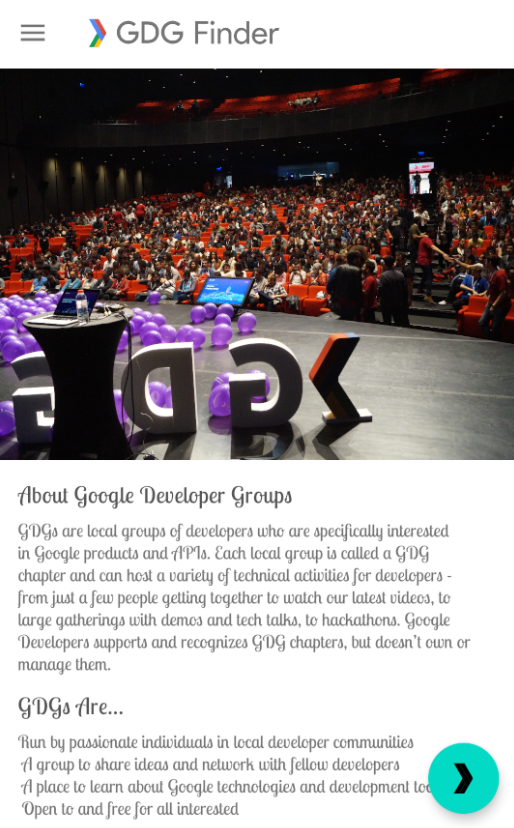 GDG Finder
GDG
About Google Developer Groups
GDGs are local groups of developers who are specifically interested
in Google products and APIs. Each local group is called a GDG
chapter and can host a variety of technical activities for developers -
from just a few people getting together to watch our latest videos, to
large gatherings with demos and tech talks, to hackathons. Google
Developers supports and recognizes GDG chapters, but doesn't own or
manage them.
GDGs Are...
Run by passionate individuals in local developer communities
A group to share ideas and network with fellow developers
A place to learn about Google technologies and development
Open to and free for all interested